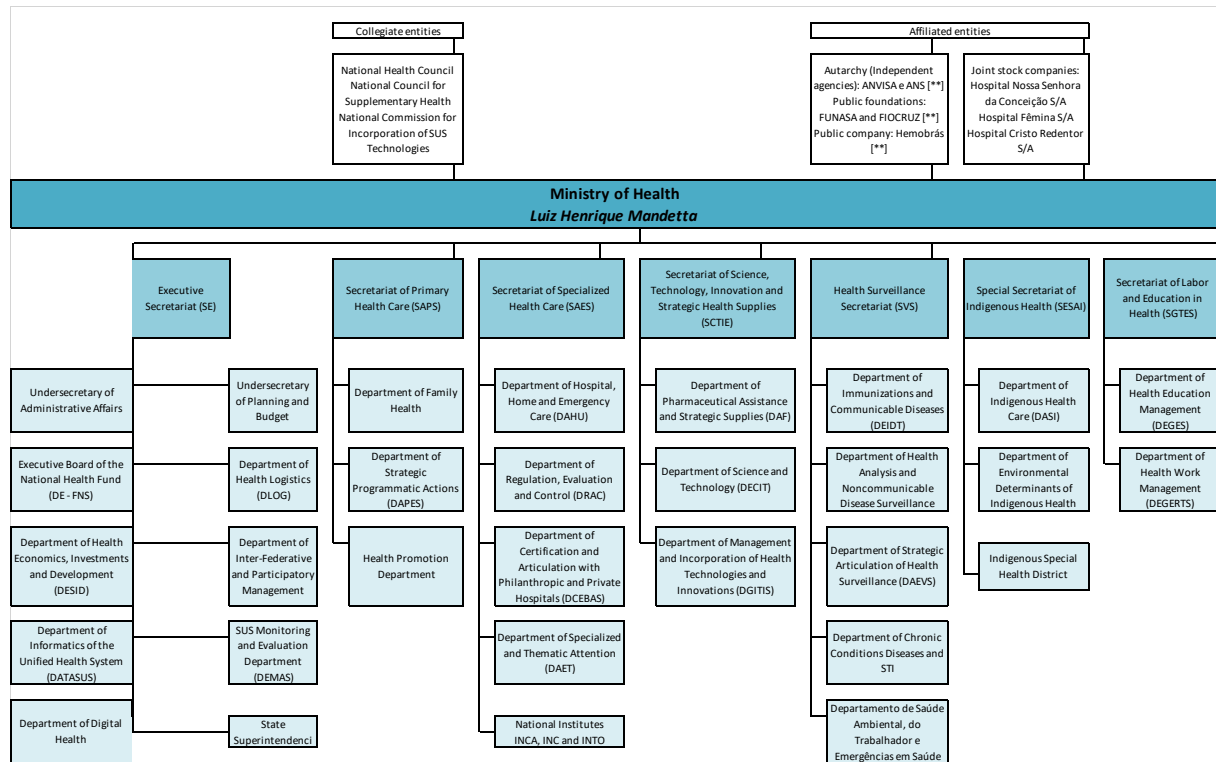 Collegiate entities
Affiliated entities
National Health Council
National Council for
Supplementary Health
National Commission for
Incorporation of SUS
Technologies
Autarchy (Independent
agencies): ANVISA e ANS [**]
Public foundations:
FUNASA and FIOCRUZ [**]
Public company: Hemobrás
[**]
Joint stock companies:
Hospital Nossa Senhora
da Conceição S/A
Hospital Fêmina S/A
Hospital Cristo Redentor
S/A
Ministry of Health
Luiz Henrique Mandetta
Executive
Secretariat (SE)
Secretariat of Primary
Health Care (SAPS)
Secretariat of Specialized
Health Care (SAES)
Secretariat of Science,
Technology, Innovation and
Strategic Health Supplies
(SCTIE)
Health Surveillance
Secretariat (SVS)
Special Secretariat of
Indigenous Health (SESAI)
Secretariat of Labor
and Education in
Health (SGTES)
Undersecretary of
Administrative Affairs
Undersecretary
of Planning and
Budget
Department of Family
Health
Department of Hospital,
Home and Emergency
Care (DAHU)
Department of
Pharmaceutical Assistance
and Strategic Supplies (DAF)
Department of
Immunizations and
Communicable Diseases
(DEIDT)
Department of
Indigenous Health
Care (DASI)
Department of
Health Education
Management
(DEGES)
Executive Board of the
National Health Fund
(DE - FNS)
Department of
Health Logistics
(DLOG)
Department of
Strategic
Programmatic Actions
(DAPES)
Department of
Regulation, Evaluation
and Control (DRAC)
Department of Science and
Technology (DECIT)
Department of Health
Analysis and
Noncommunicable
Disease Surveillance
Department of
Environmental
Determinants of
Indigenous Health
Department of
Health Work
Management
(DEGERTS)
Department of Health
Economics, Investments
and Development
(DESID)
Department of
Inter-Federative
and Participatory
Management
Health Promotion
Department
Department of
Certification and
Articulation with
Philanthropic and Private
Hospitals (DCEBAS)
Department of Management
and Incorporation of Health
Technologies and
Innovations (DGITIS)
Department of Strategic
Articulation of Health
Surveillance (DAEVS)
Indigenous Special
Health District
Department of
Informatics of the
Unified Health System
(DATASUS)
SUS Monitoring
and Evaluation
Department
(DEMAS)
Department of Specialized
and Thematic Attention
(DAET)
Department of Chronic
Conditions Diseases and
STI
Department of Digital
Health
State
Superintendenci
National Institutes
INCA, INC and INTO
Departamento de Saúde
Ambiental, do
Trabalhador e
Emergências em Saúde